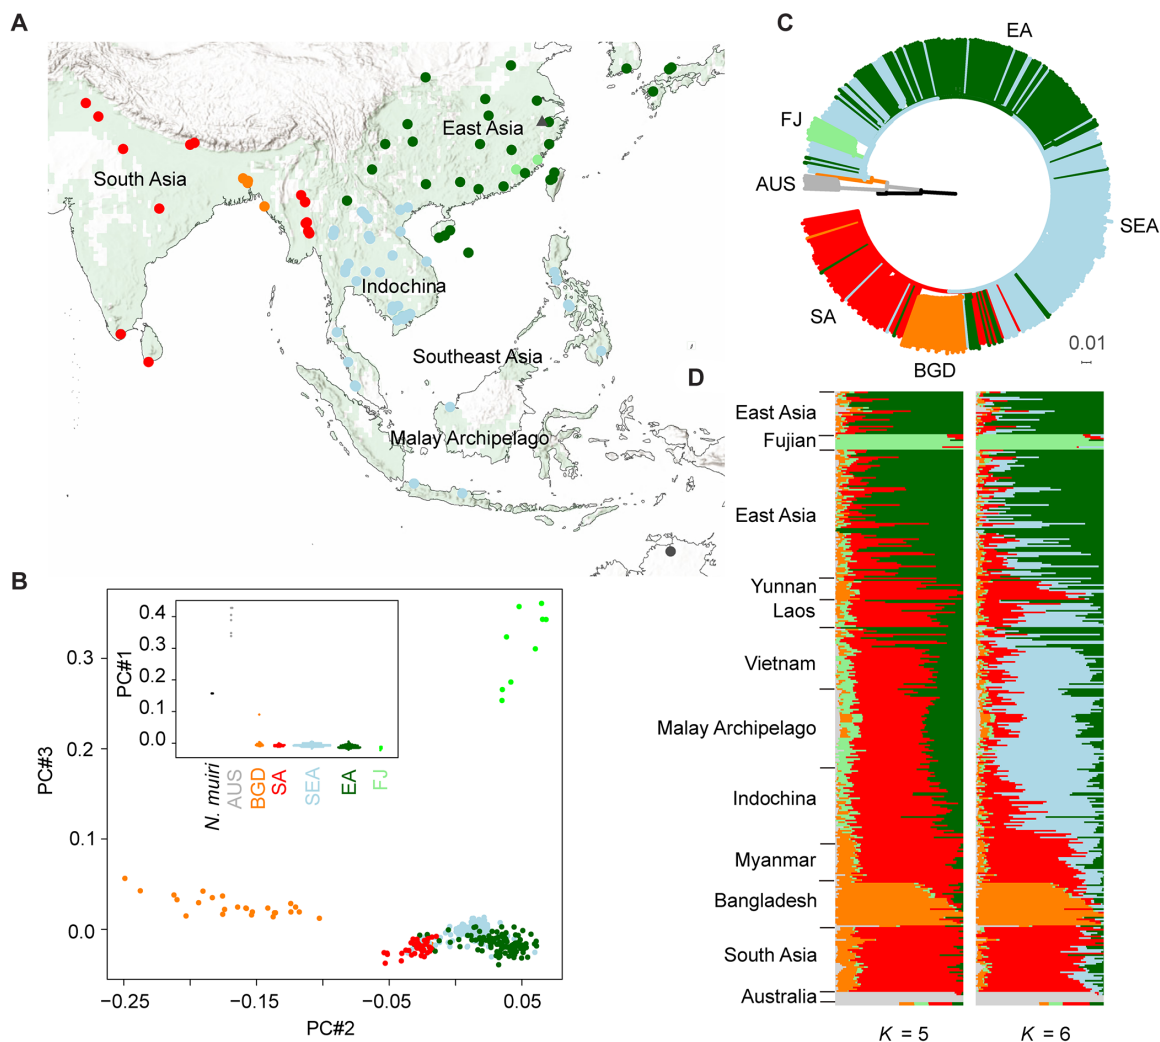 A
South Asia
East Asia
Indochina
Southeast Asia
Malay Archipelago
B
PC#3
0.3
0.2
0.1
0.0
−0.25
−0.15
−0.05
0.05
PC#2
PC#1
0.4
0.3
0.2
0.1
0.0
N. muiri
AUS
BGD
SA
SEA
EA
FJ
C
EA
FJ
AUS
SEA
SA
BGD
0.01
D
East Asia
Fujian
East Asia
Yunnan
Laos
Vietnam
Malay Archipelago
Indochina
Myanmar
Bangladesh
South Asia
Australia
K = 5
K = 6